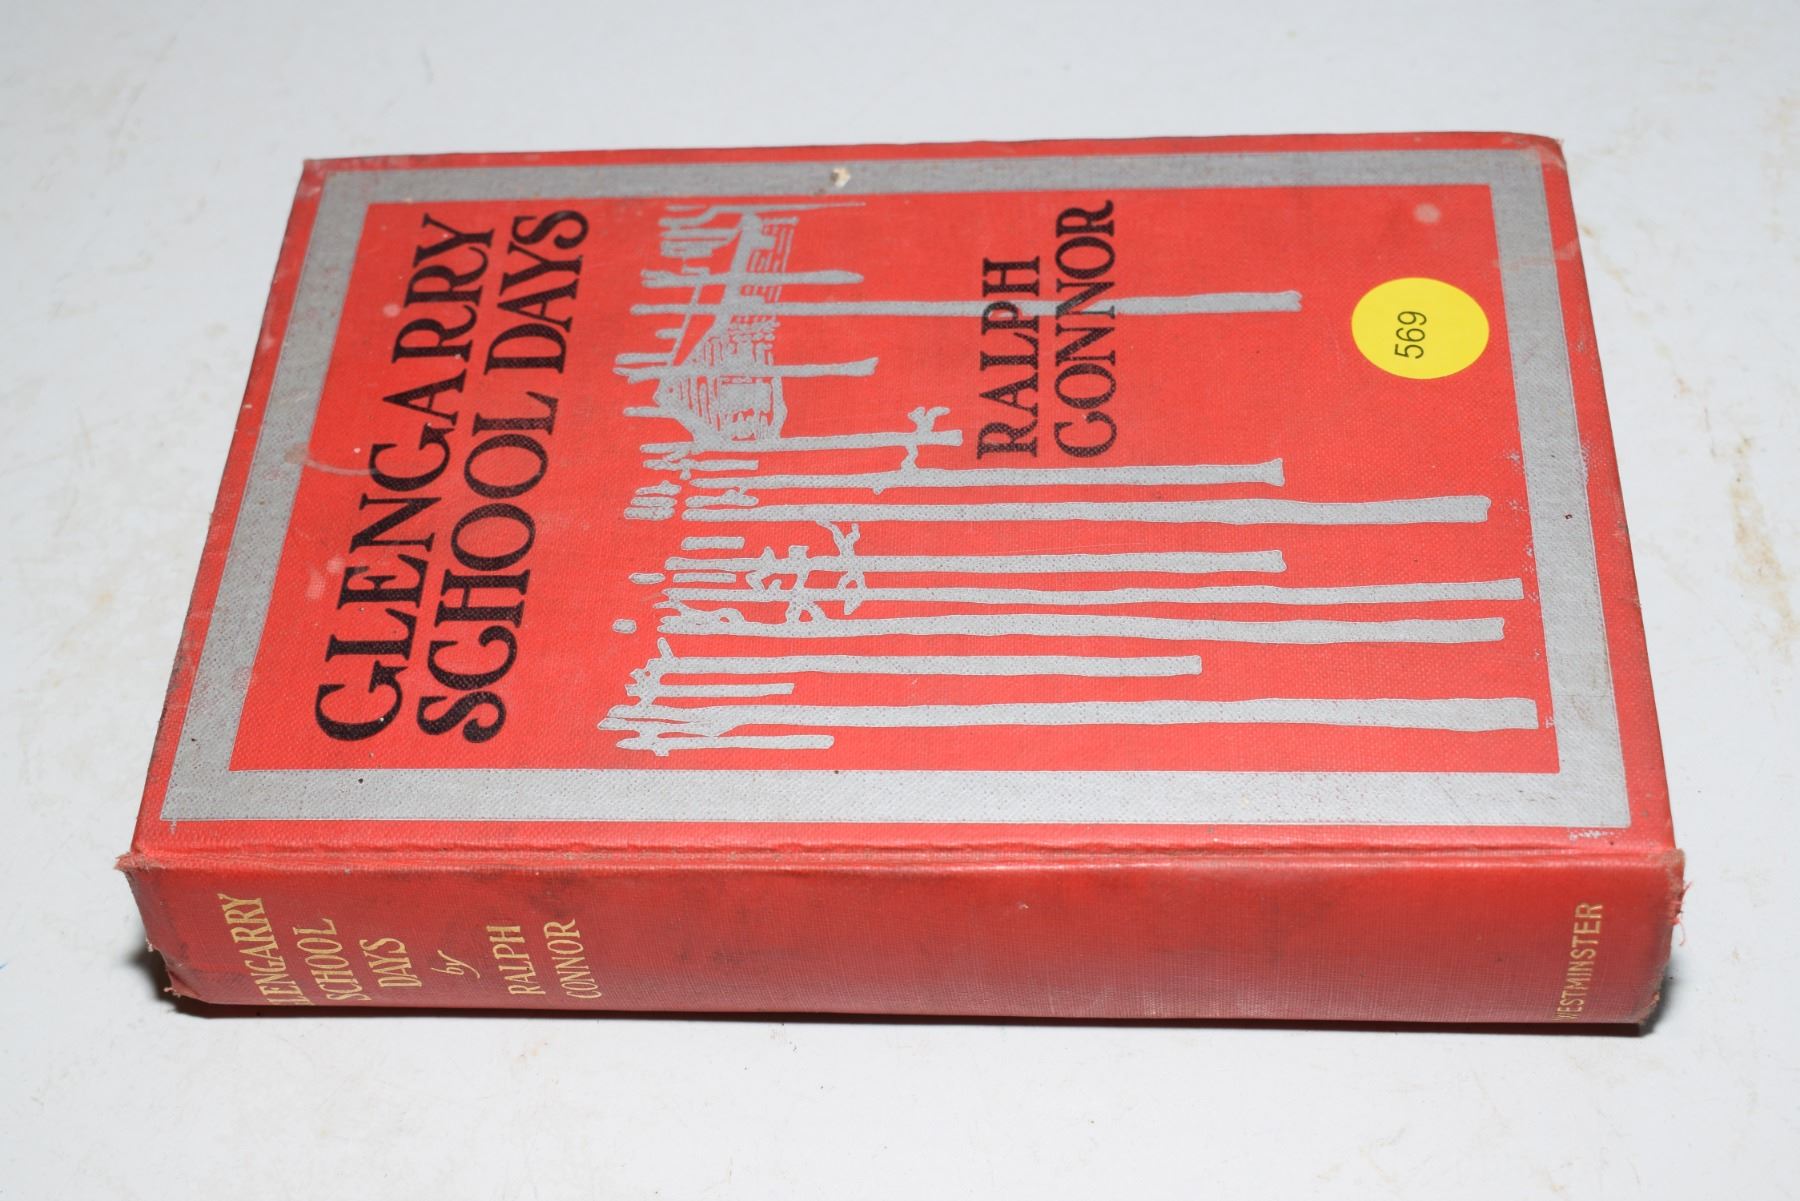 GLENGARRY
SCHOOL DAYS
RALPH
CONNOR
569
GLENGARRY
SCHOOL
DAYS
by
RALPH
CONNOR
WESTMINSTER